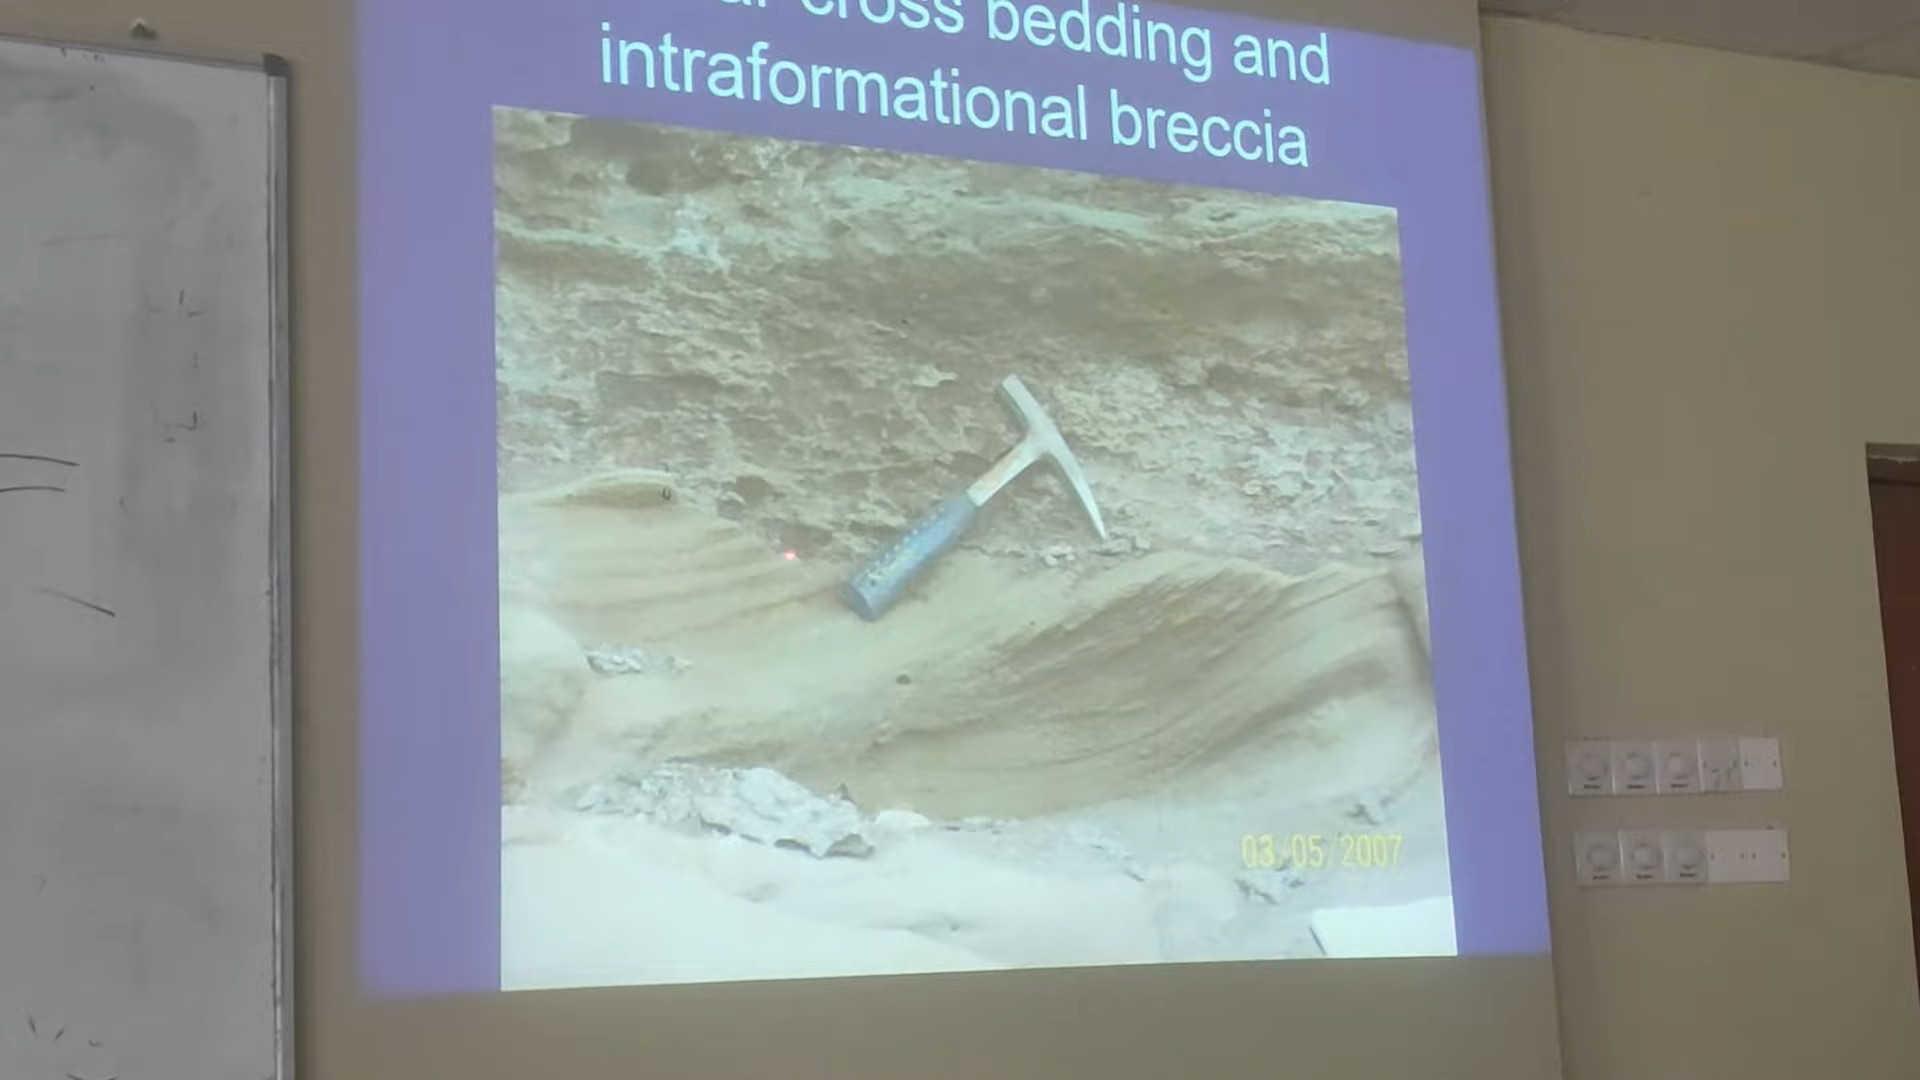 cross bedding and
intraformational breccia
03/05/2007